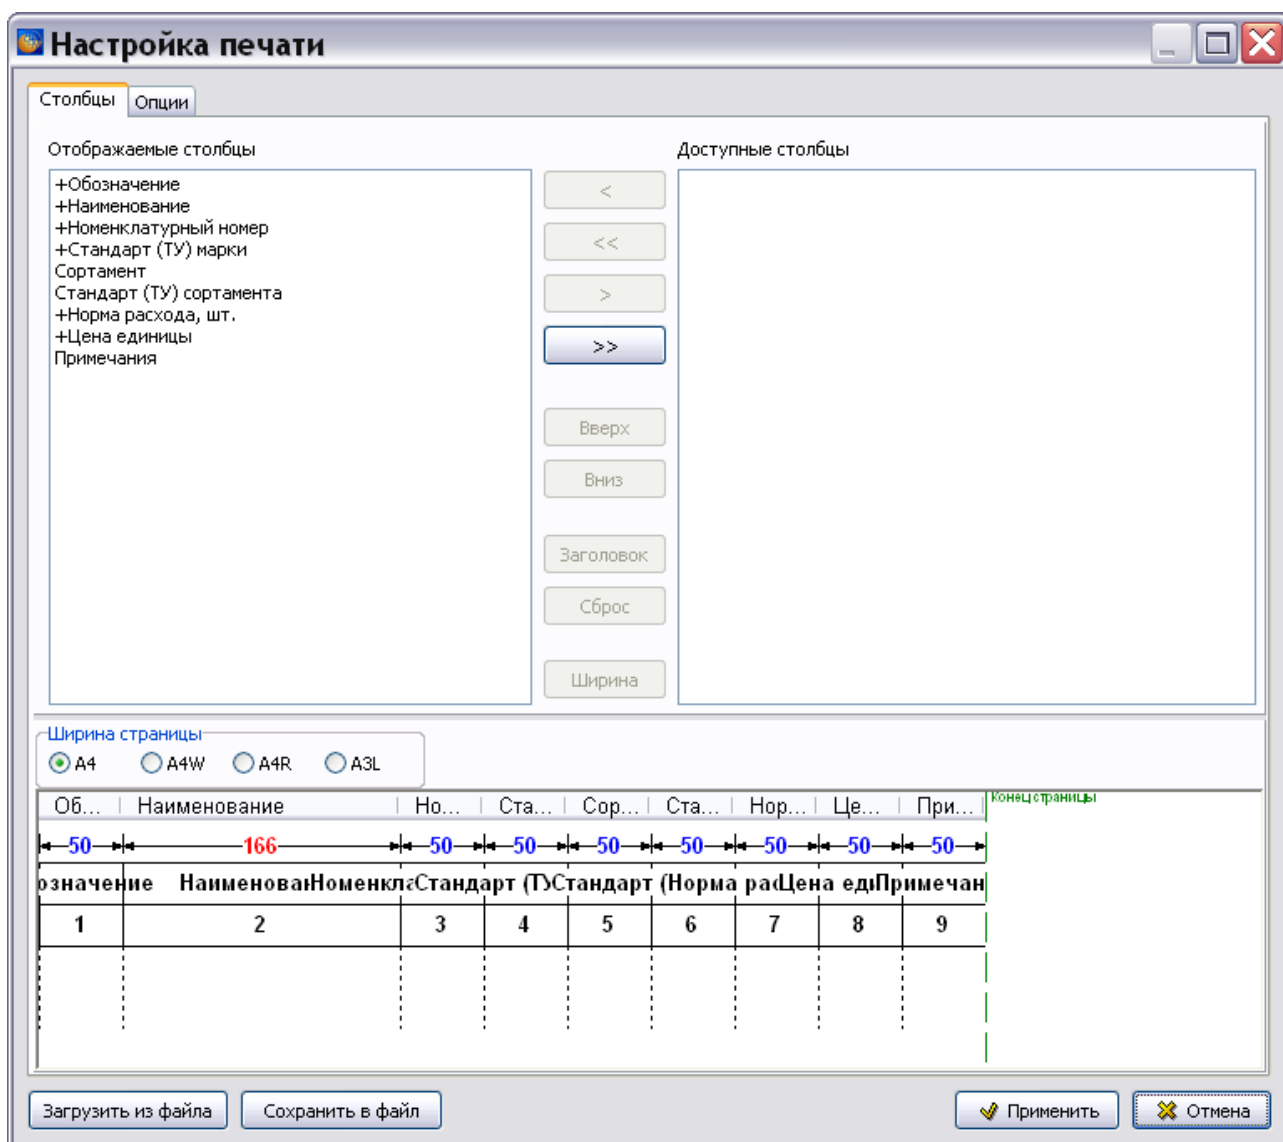 Настройка печати
Столбцы Опции
Отображаемые столбцы
Доступные столбцы
+Обозначение
+Наименование
+Номенклатурный номер
+Стандарт (ТУ) марки
Сортамент
Стандарт (ТУ) сортамента
+Норма расхода, шт.
+Цена единицы
Примечания
<
<<
>
>>
Вверх
Вниз
Заголовок
Сброс
Ширина
Ширина страницы
A4 A4W A4R A3L
Об... Наименование Но... Ста... Сор... Ста... Нор... Це... При... Конец страницы
50 166 50 50 50 50 50 50 50
означение Наименован Номенкла Стандарт (ТУ Стандарт ( Норма рас Цена еди Примечан
1 2 3 4 5 6 7 8 9
Загрузить из файла Сохранить в файл Применить Отмена